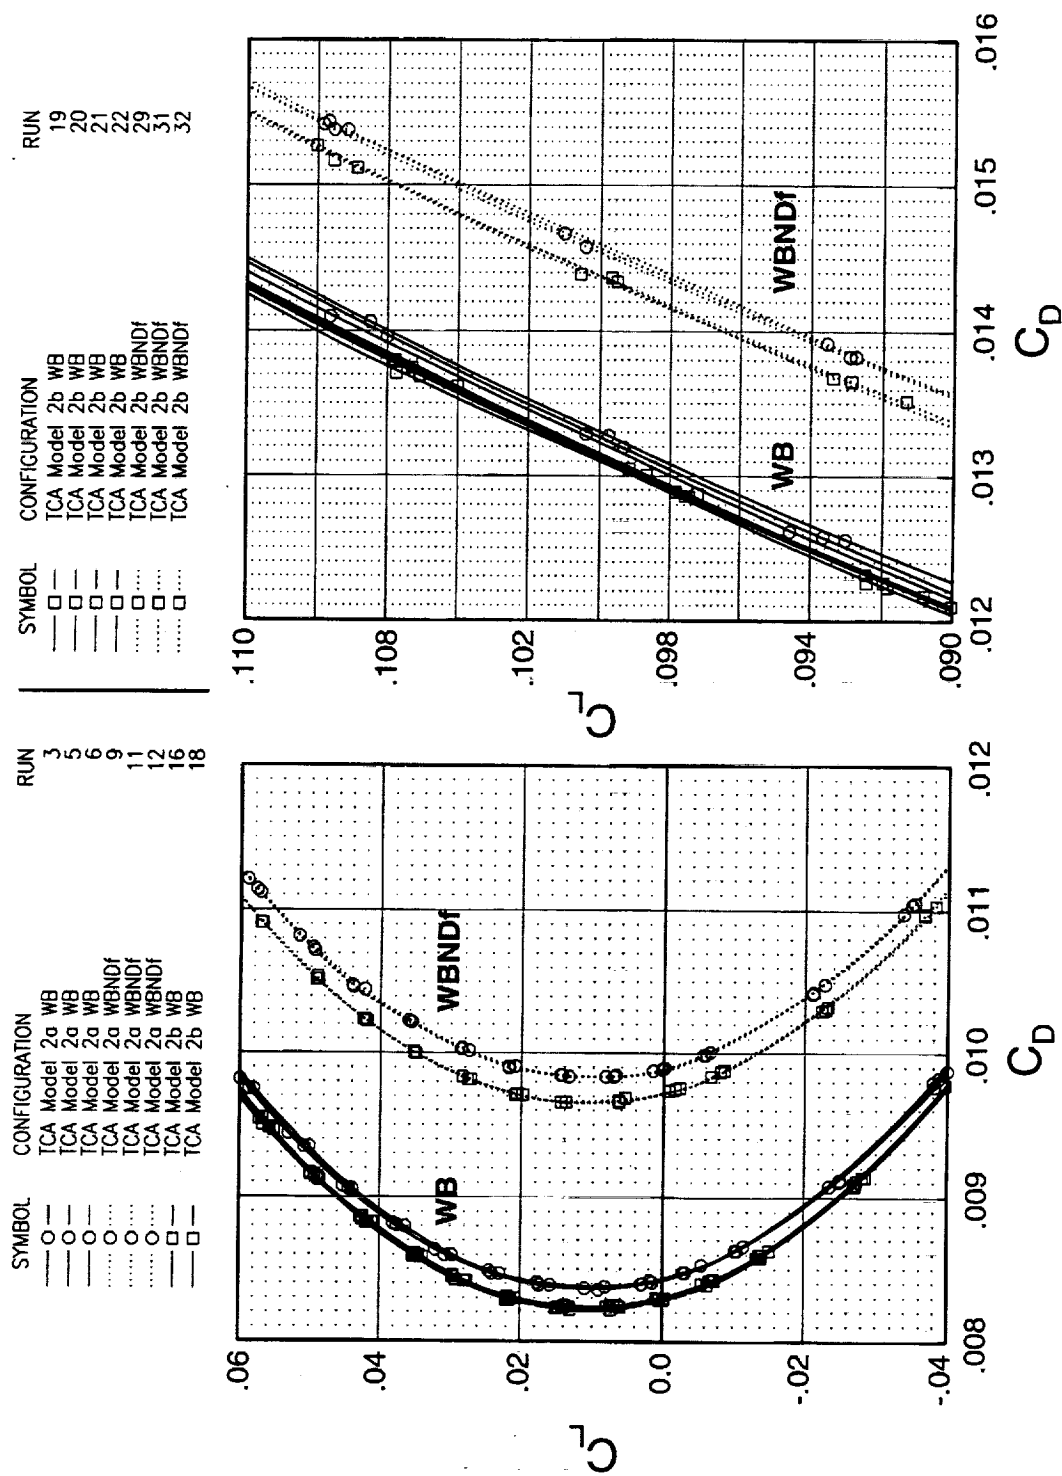 SYMBOL CONFIGURATION RUN
TCA Model 2a WB 3
TCA Model 2a WB 5
TCA Model 2a WB 6
TCA Model 2a WBNDf 9
TCA Model 2a WBNDf 11
TCA Model 2a WBNDf 12
TCA Model 2b WB 16
TCA Model 2b WB 18
SYMBOL CONFIGURATION RUN
TCA Model 2b WB 19
TCA Model 2b WB 20
TCA Model 2b WB 21
TCA Model 2b WB 22
TCA Model 2b WBNDf 29
TCA Model 2b WBNDf 31
TCA Model 2b WBNDf 32
.06
.04
.02
0.0
-.02
-.04
CL
WB
WBNDf
.008 .009 .010 .011 .012
CD
.110
.108
.102
.098
.094
.090
CL
WB
WBNDf
.012 .013 .014 .015 .016
CD